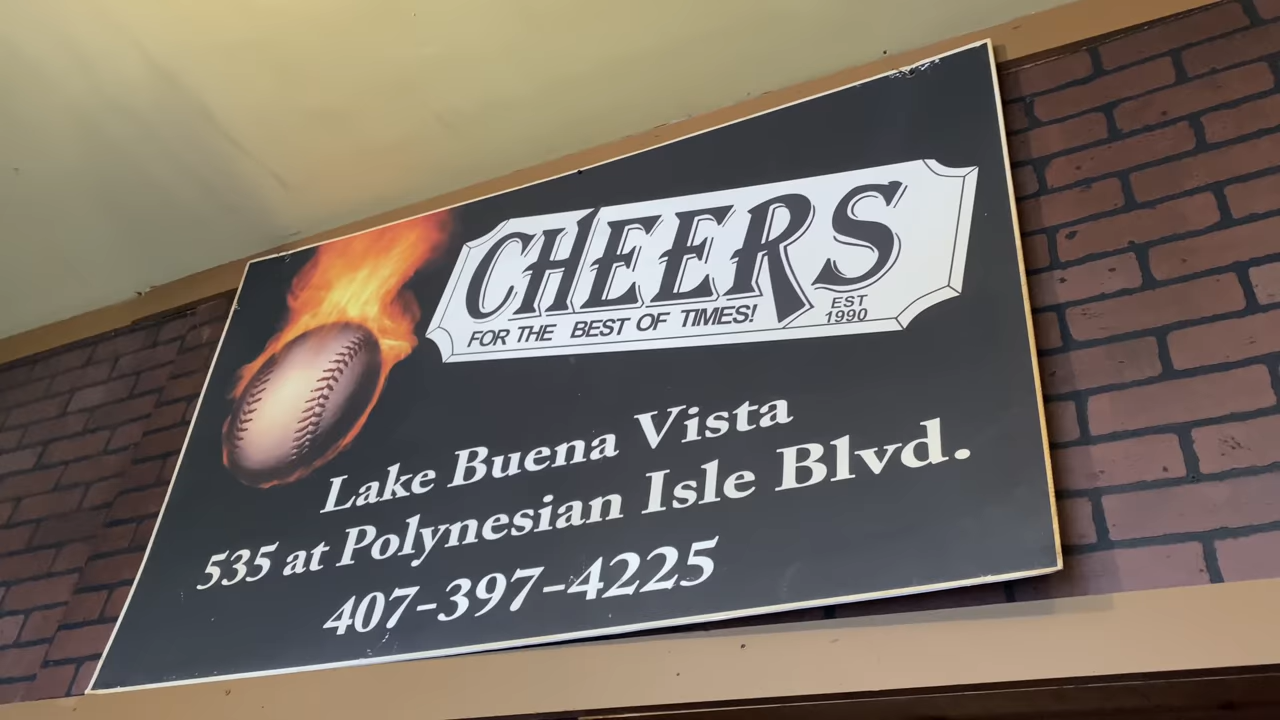 CHEERS
FOR THE BEST OF TIMES!
EST
1990
Lake Buena Vista
535 at Polynesian Isle Blvd.
407-397-4225